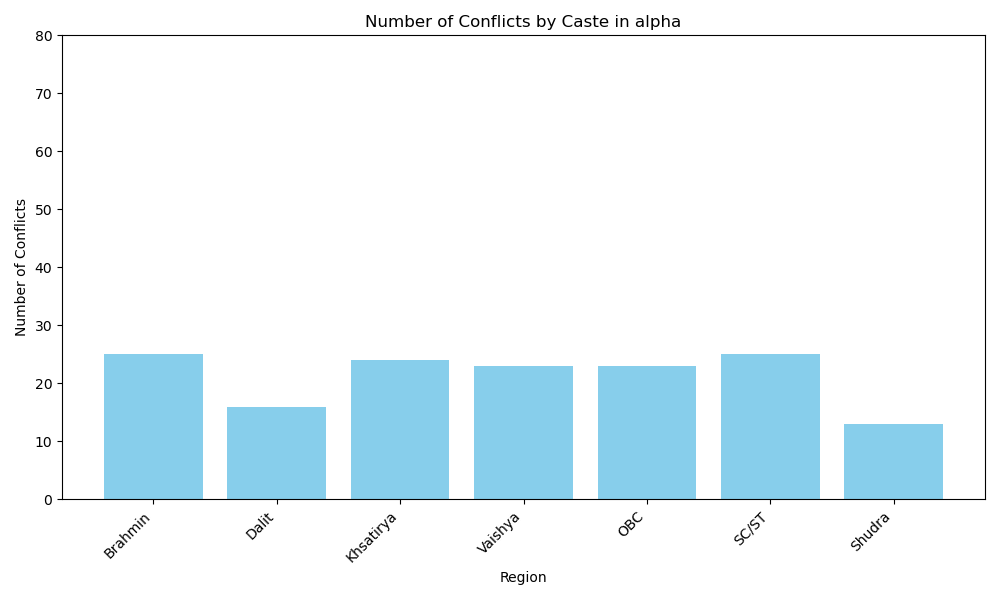 Number of Conflicts by Caste in alpha
Number of Conflicts
80
70
60
50
40
30
20
10
0
Brahmin
Dalit
Khsatirya
Vaishya
OBC
SC/ST
Shudra
Region